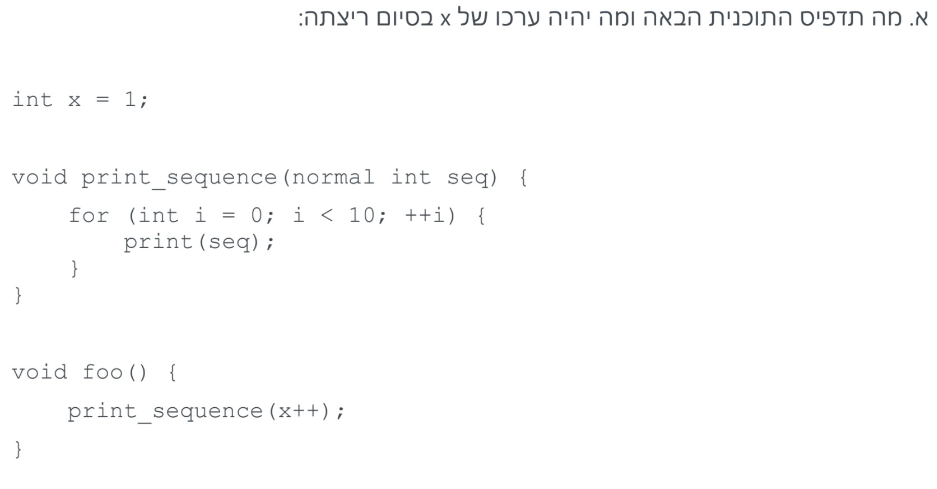 א. מה תדפיס התוכנית הבאה ומה יהיה ערכו של x בסיום ריצתה:
int x = 1;
void print_sequence(normal int seq) {
    for (int i = 0; i < 10; ++i) {
        print(seq);
    }
}
void foo() {
    print_sequence(x++);
}